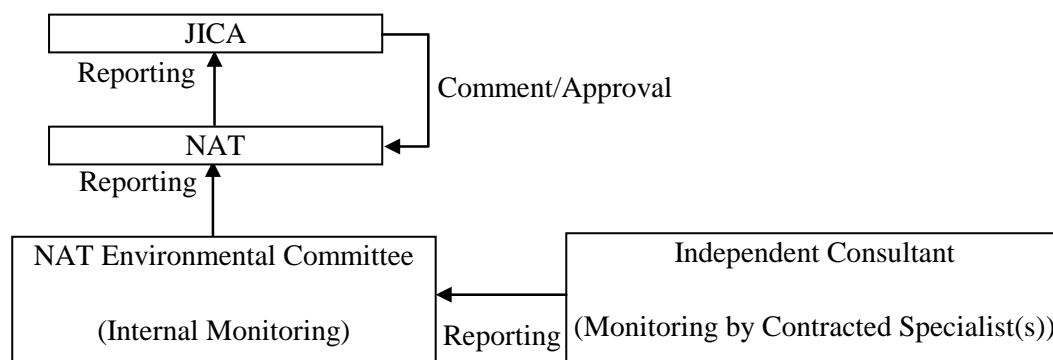 JICA
Reporting
Comment/Approval
NAT
Reporting
NAT Environmental Committee
(Internal Monitoring)
Reporting
Independent Consultant
(Monitoring by Contracted Specialist(s))